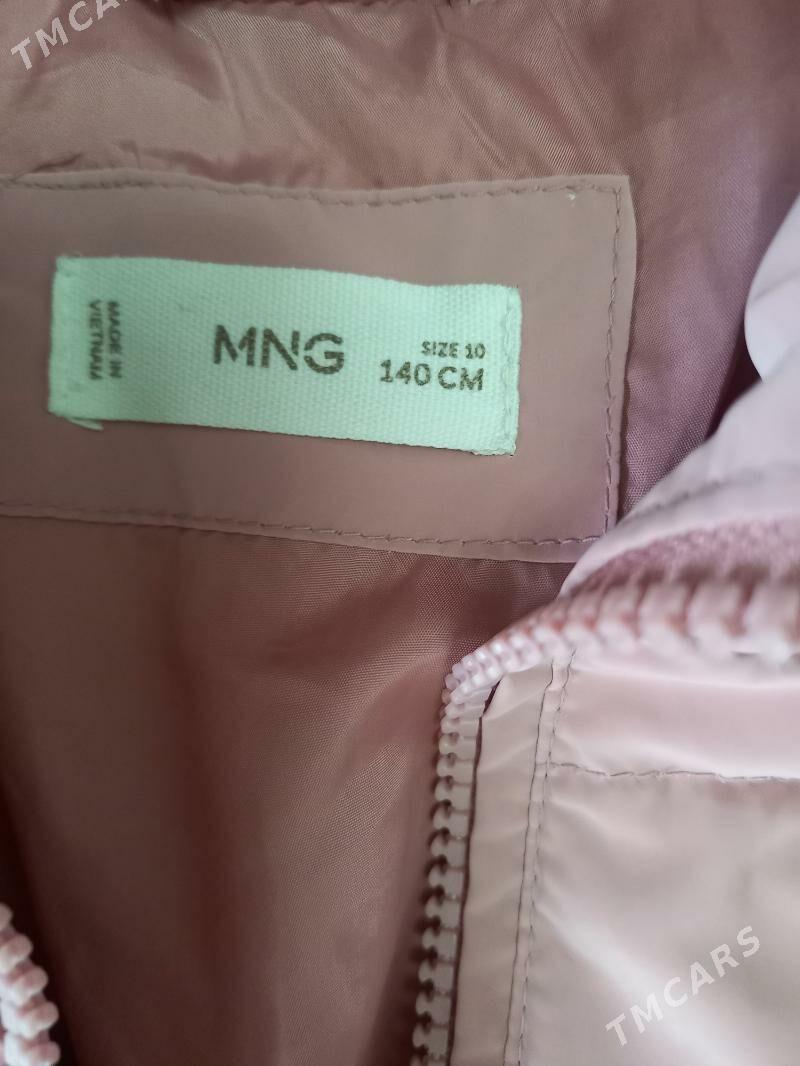 TMCARS
MADE IN
VIETNAM
MNG
SIZE 10
140 CM
TMCARS